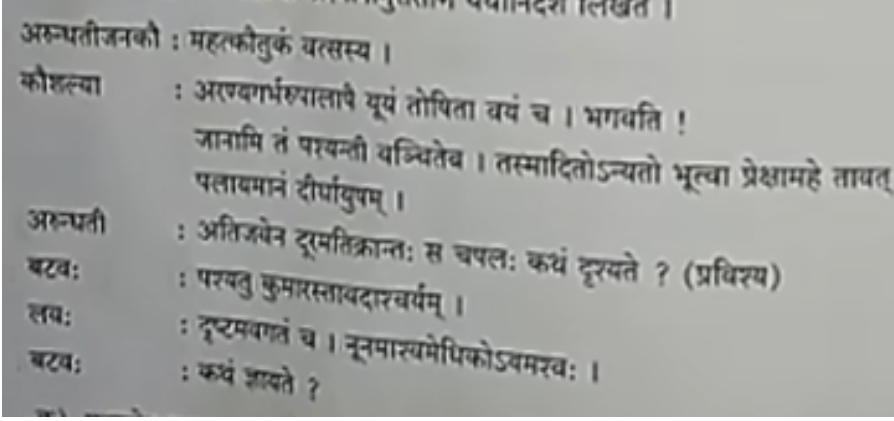 यथानिर्देशं लिखत ।
अरुन्धतीजनकौ : महत्कौतुकं वत्सस्य ।
कौशल्या : अरण्यगर्भरुपालापै यूयं तोषिता वयं च । भगवति !
जानामि तं पश्यन्ती वञ्चितेव । तस्मादितोऽन्यतो भूत्वा प्रेक्षामहे तावत्
पलायमानं दीर्घायुषम् ।
अरुन्धती : अतिजवेन दूरमतिक्रान्तः स चपलः कथं दृश्यते ? (प्रविश्य)
बटवः : पश्यतु कुमारस्तावदाश्चर्यम् ।
लवः : दृष्टमवगतं च । नूनमाश्वमेधिकोऽयमश्वः ।
बटवः : कथं ज्ञायते ?